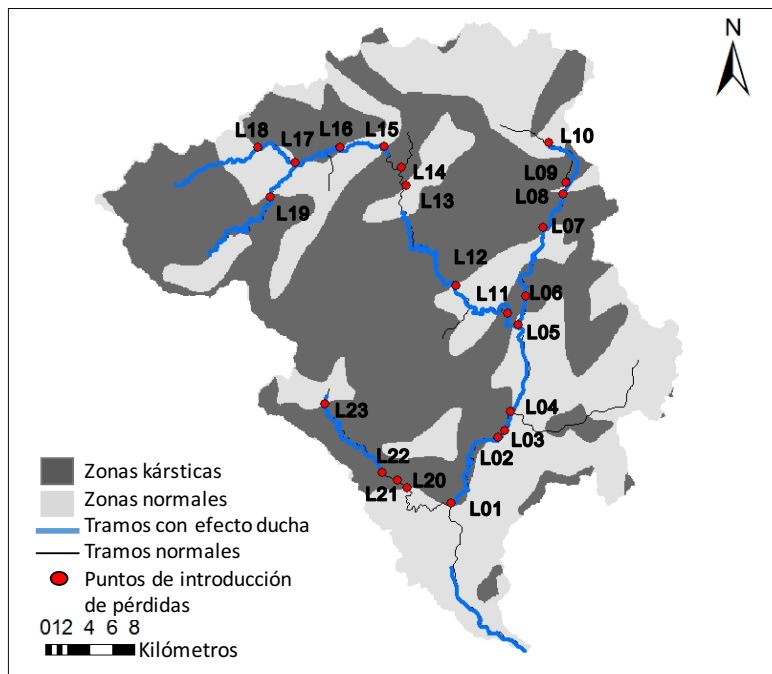 N
L18
L17
L16
L15
L10
L14
L09
L08
L13
L19
L07
L12
L11
L06
L05
L04
L03
L02
L23
L22
L20
L21
L01
Zonas kársticas
Zonas normales
Tramos con efecto ducha
Tramos normales
Puntos de introducción
de pérdidas
012 4 6 8
Kilómetros